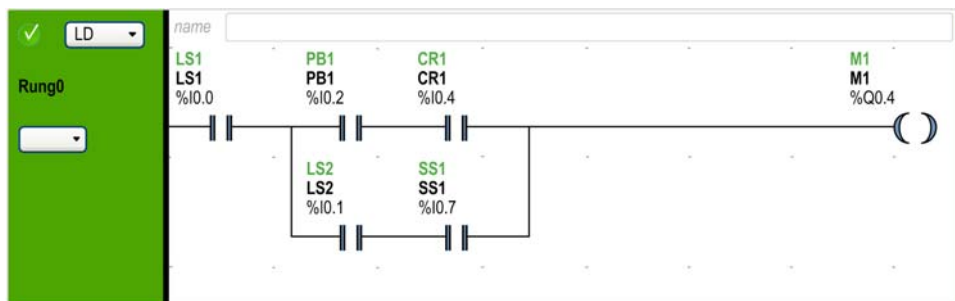 LD
name
Rung0
LS1
LS1
%I0.0
PB1
PB1
%I0.2
CR1
CR1
%I0.4
M1
M1
%Q0.4
LS2
LS2
%I0.1
SS1
SS1
%I0.7